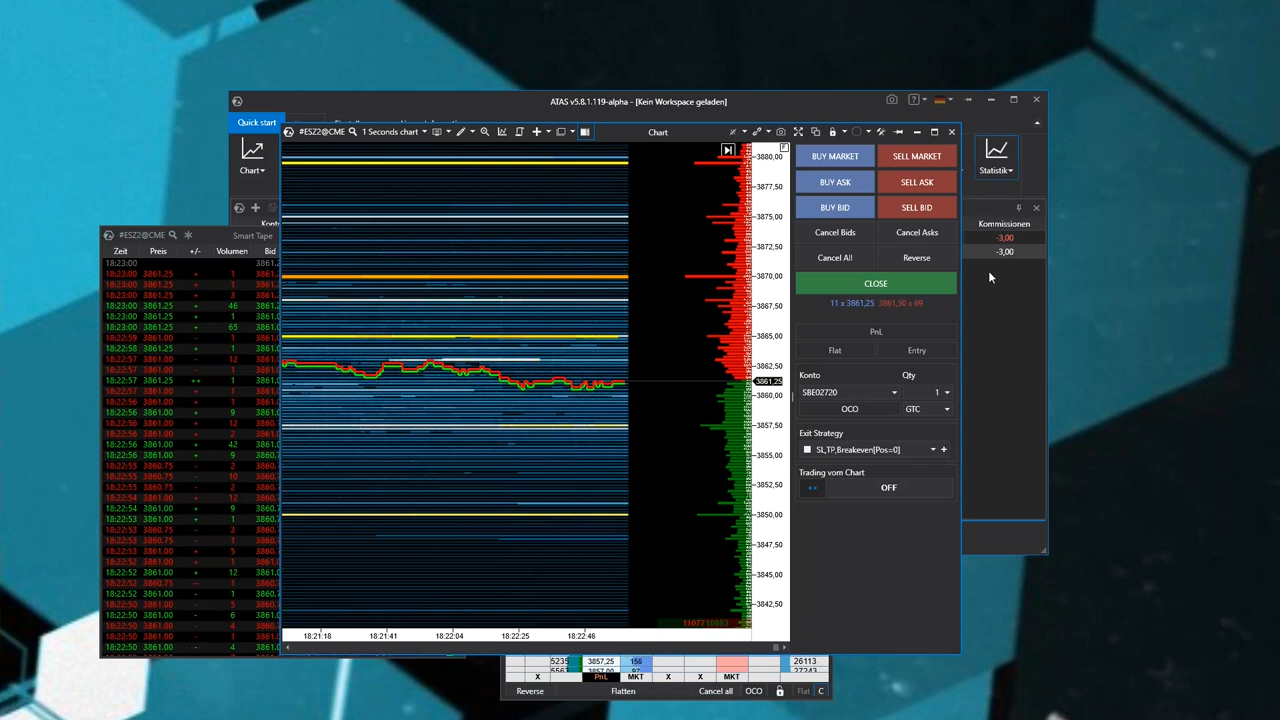 ATAS v5.8.1.119-alpha - [Kein Workspace geladen]
Quick start
#ESZ2@CME 1 Seconds chart Chart
Chart
Statistik
Kommissionen
-3,00
-3,00
3880,00
3877,50
3875,00
3872,50
3870,00
3867,50
3865,00
3862,50
3861,25
3860,00
3857,50
3855,00
3852,50
3850,00
3847,50
3845,00
3842,50
18:21:18 18:21:41 18:22:04 18:22:25 18:22:46
BUY MARKET SELL MARKET
BUY ASK SELL ASK
BUY BID SELL BID
Cancel Bids Cancel Asks
Cancel All Reverse
CLOSE
11 x 3861,25 3861,50 x 69
PnL
Flat Entry
Konto Qty
SBE02720 1
OCO GTC
Exit Strategy
SL,TP,Breakeven[Pos=0] +
Trading vom Chart
OFF
#ESZ2@CME Smart Tape
Zeit Preis +/- Volumen Bid
18:23:00 3861.2
18:23:00 3861.25 + 1
18:23:00 3861.25 + 1
18:23:00 3861.25 + 3
18:23:00 3861.25 + 46
18:23:00 3861.25 + 1
18:23:00 3861.25 + 65
18:22:59 3861.00 - 1
18:22:58 3861.25 + 1
18:22:57 3861.00 - 12
18:22:57 3861.00 - 1
18:22:57 3861.25 ++ 1
18:22:57 3861.00 + 1
18:22:56 3861.00 + 1
18:22:56 3861.00 + 9
18:22:56 3861.00 + 12
18:22:56 3861.00 + 2
18:22:56 3861.00 + 42
18:22:56 3861.00 + 9
18:22:55 3860.75 - 2
18:22:55 3860.75 - 10
18:22:55 3860.75 - 2
18:22:54 3861.00 + 12
18:22:54 3861.00 + 9
18:22:53 3861.00 + 1
18:22:53 3860.75 - 3
18:22:53 3860.75 - 1
18:22:53 3861.00 + 5
18:22:52 3861.00 + 1
18:22:52 3861.00 + 12
18:22:52 3860.75 -- 1
18:22:50 3861.00 - 1
18:22:50 3861.00 - 5
18:22:50 3861.00 - 6
18:22:50 3861.00 - 4
18:22:50 3861.00 - 1
18:22:50 3861.00 - 4
5235 3857,25 156 26113
5562 3857,00 97 27243
X PnL MKT X X MKT
Reverse Flatten Cancel all OCO Flat C